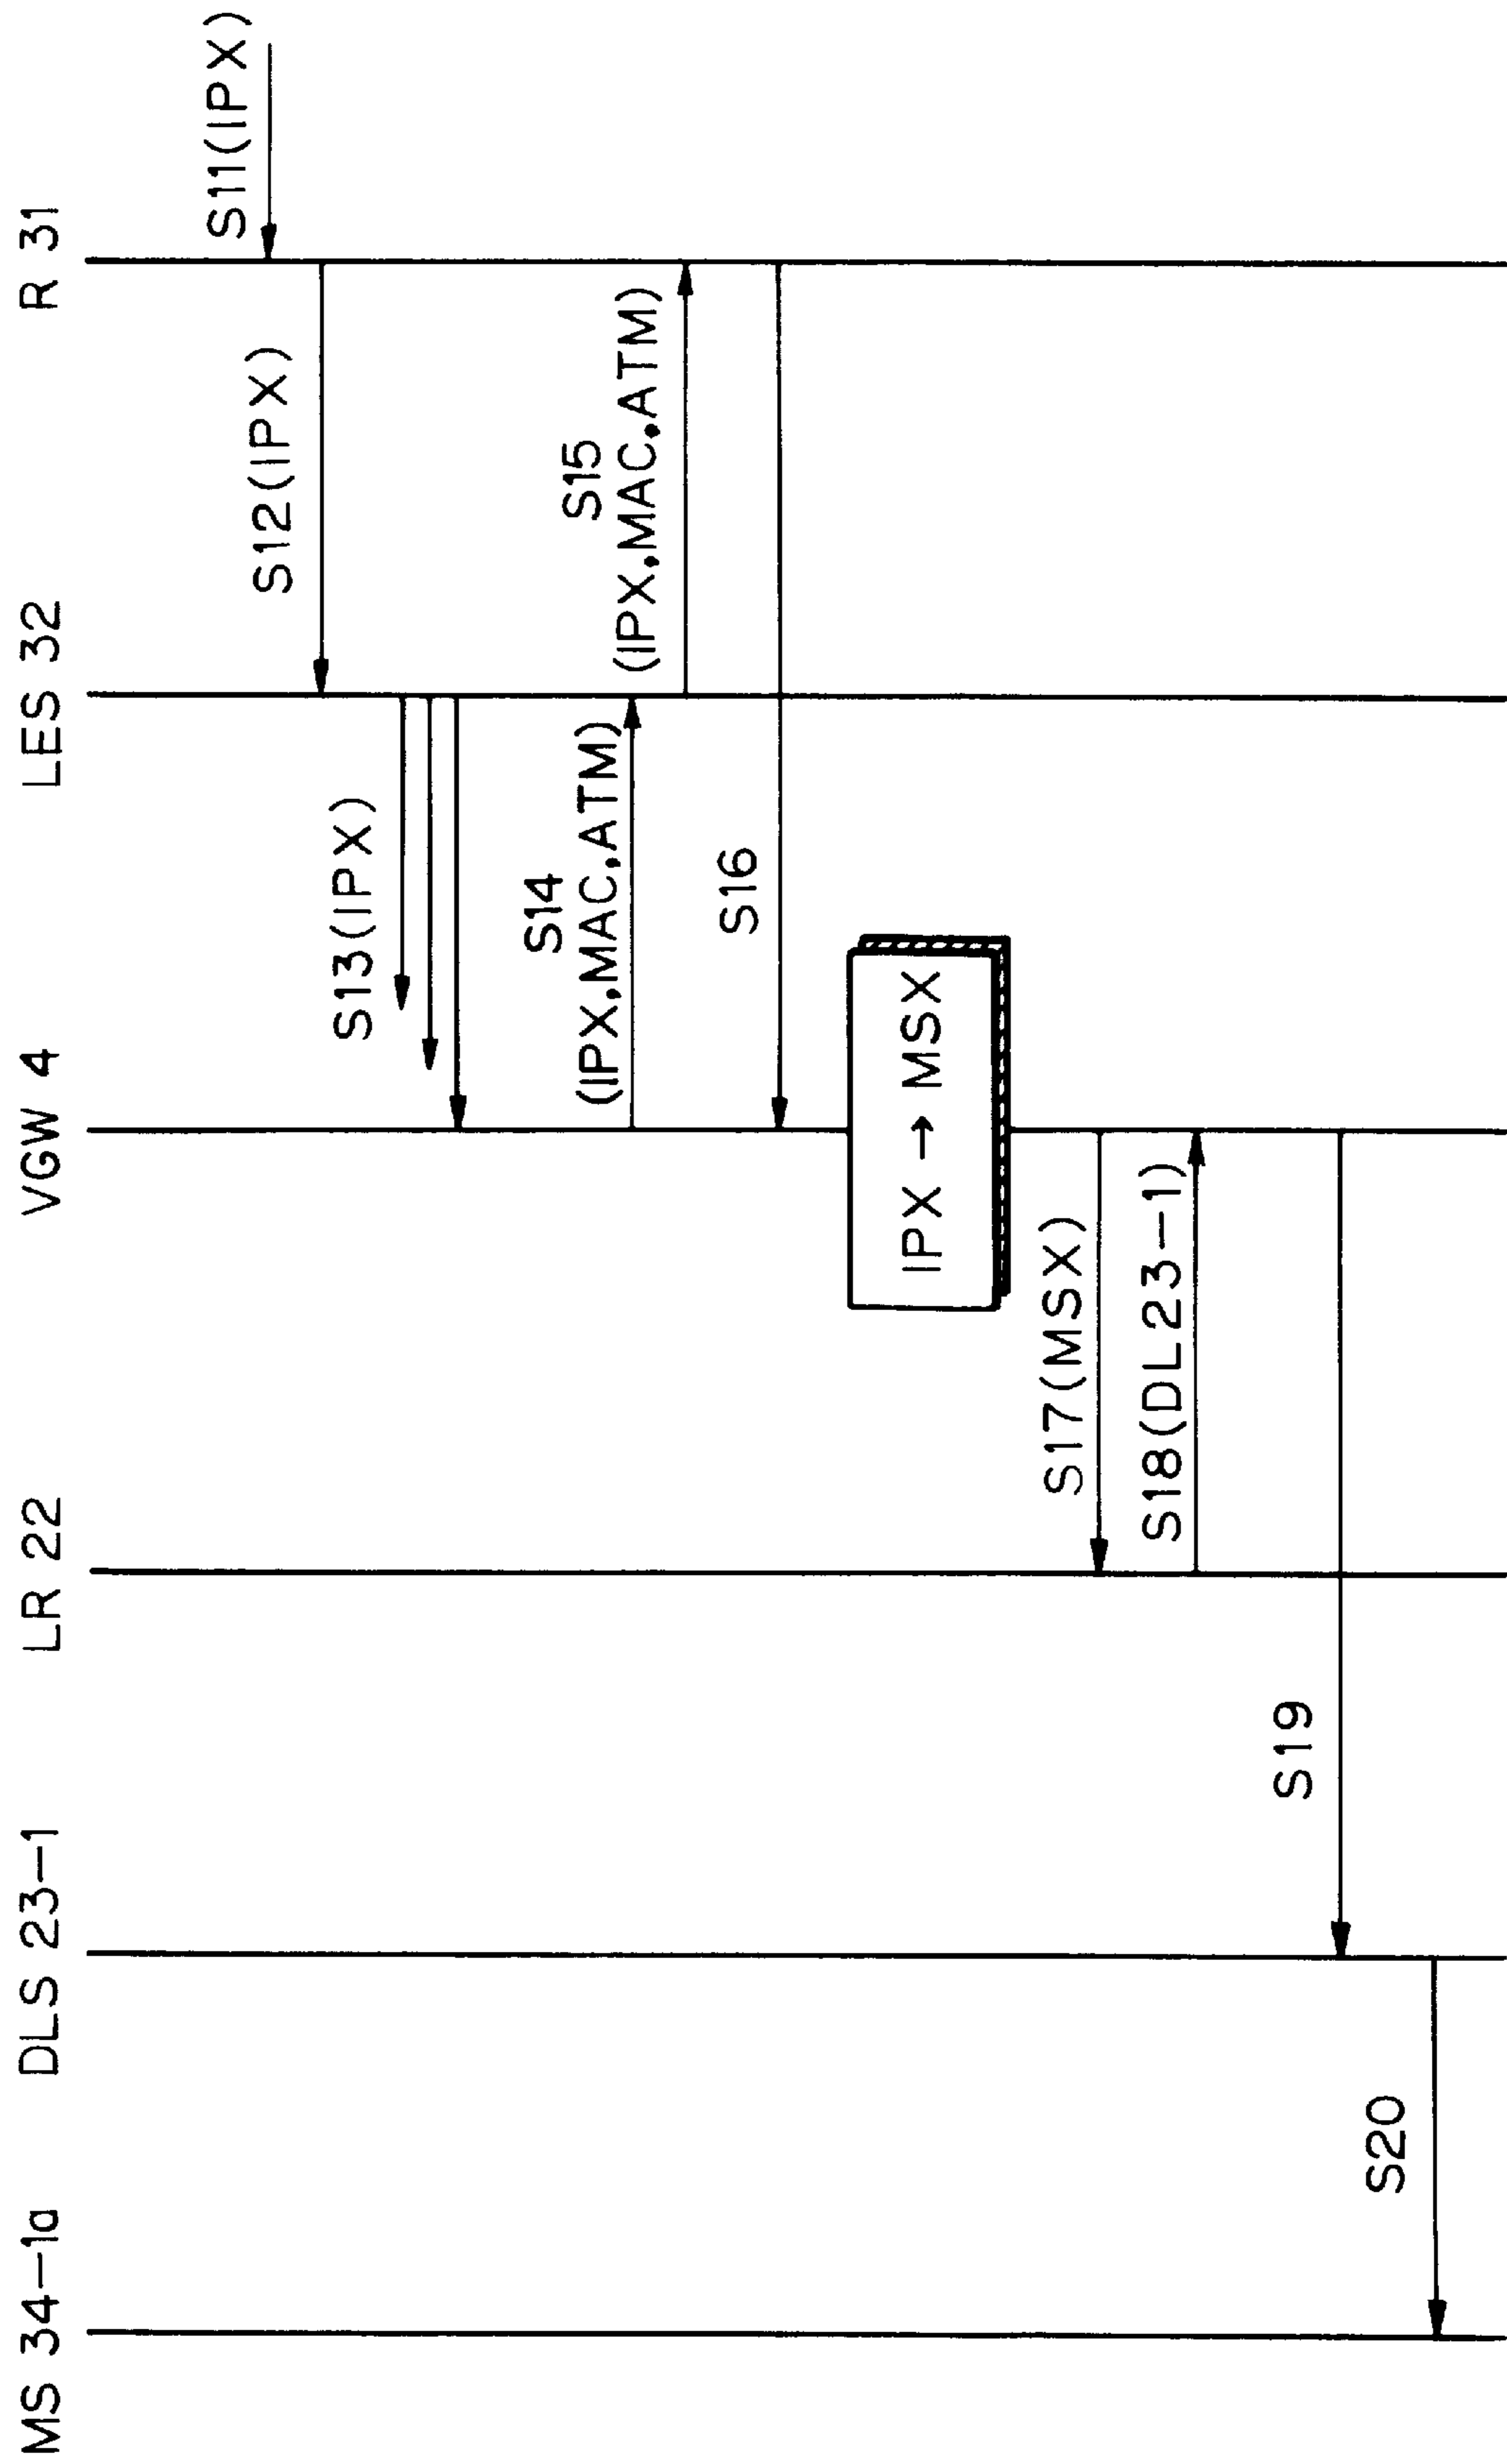 MS 34-1a
DLS 23-1
LR 22
VGW 4
LES 32
R 31
S11(IPX)
S12(IPX)
S13(IPX)
S14
(IPX,MAC,ATM)
S15
(IPX,MAC,ATM)
S16
IPX → MSX
S17(MSX)
S18(DL23-1)
S19
S20